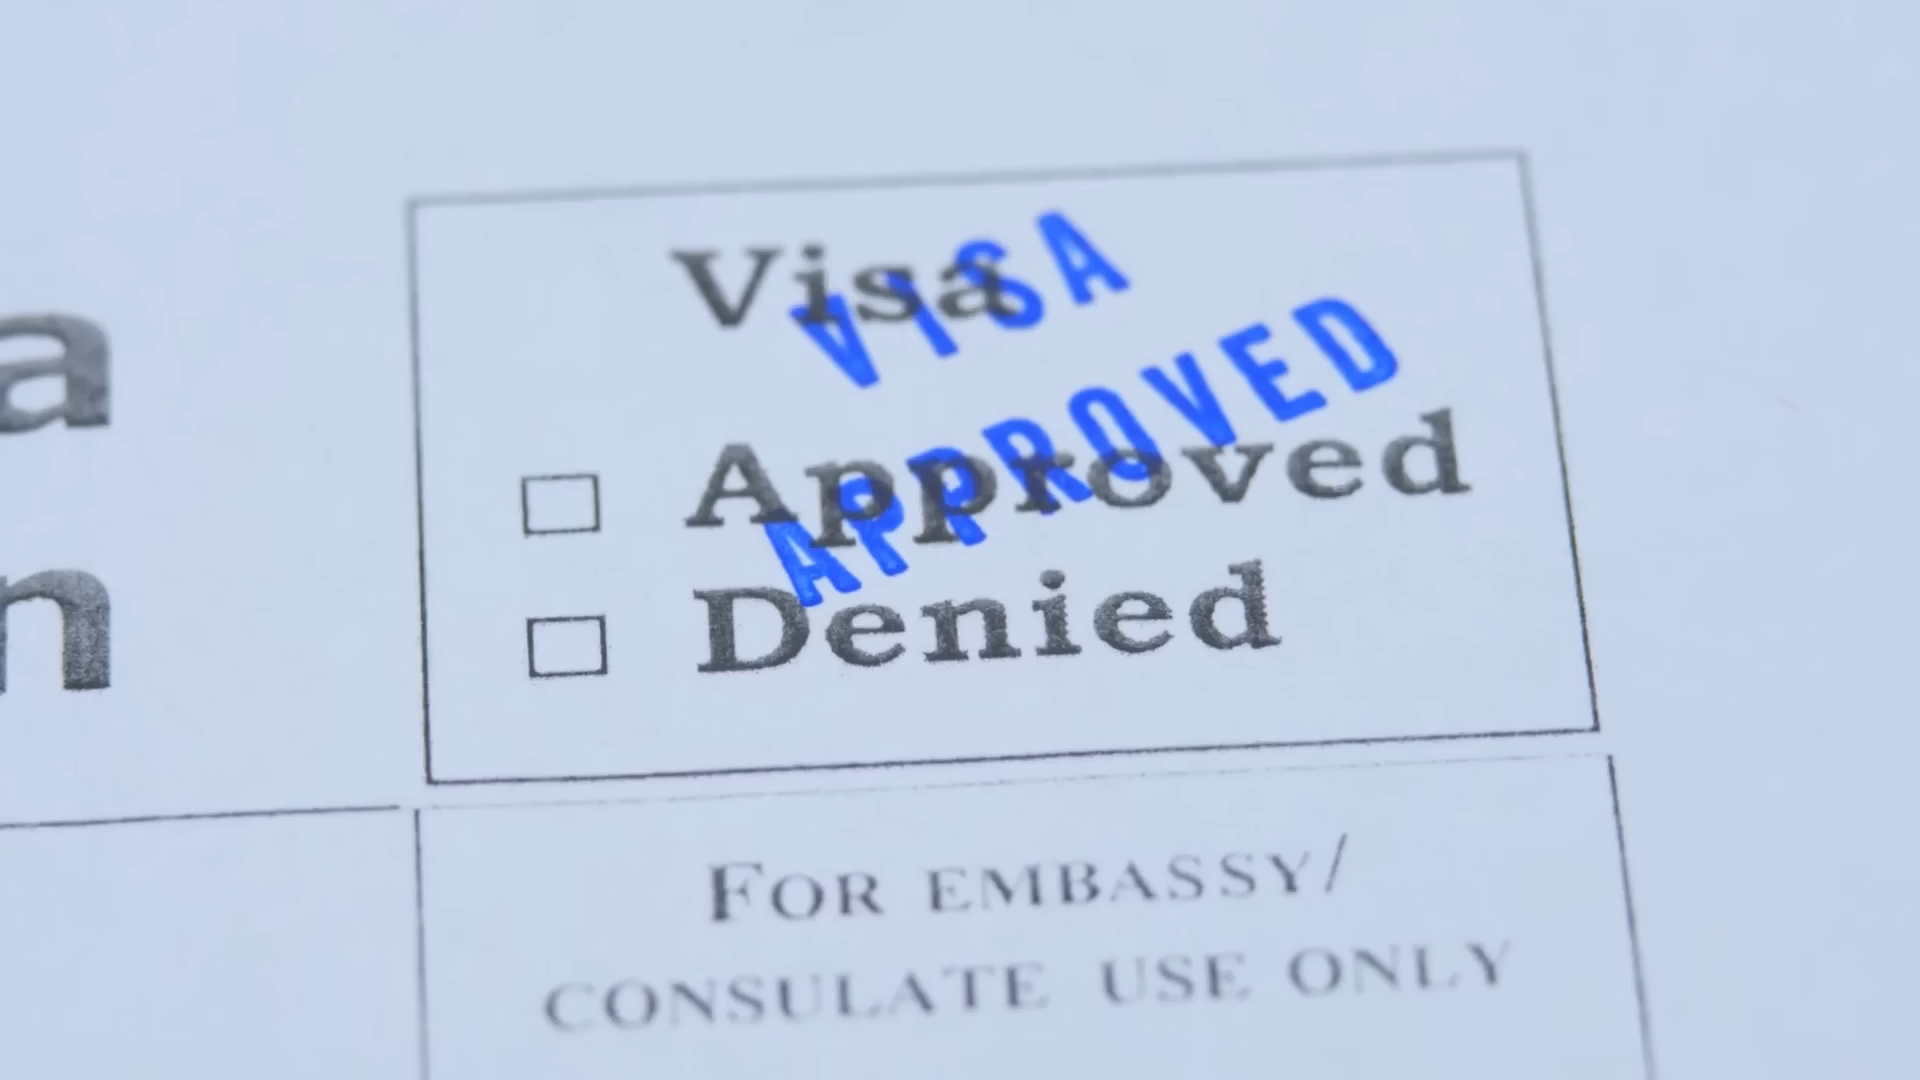 a
n
Visa
VISA
APPROVED
Approved
Denied
FOR EMBASSY/
CONSULATE USE ONLY